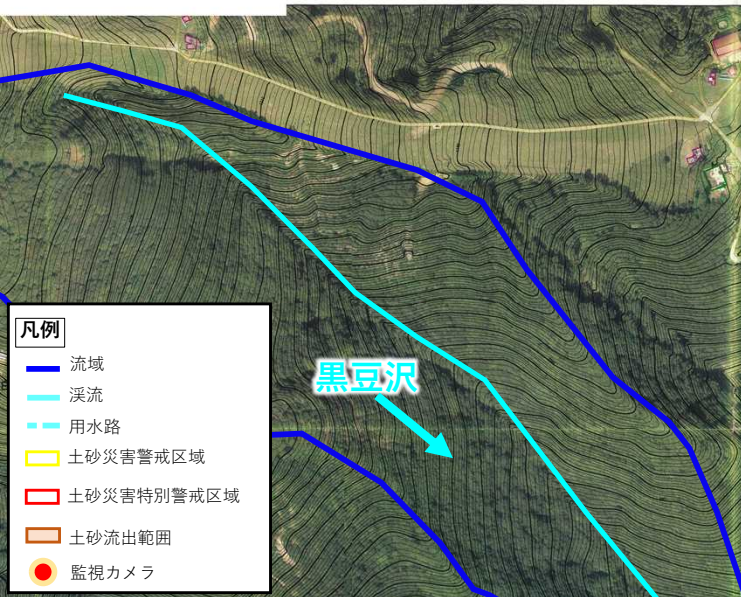 黒豆沢
凡例
流域
渓流
用水路
土砂災害警戒区域
土砂災害特別警戒区域
土砂流出範囲
監視カメラ